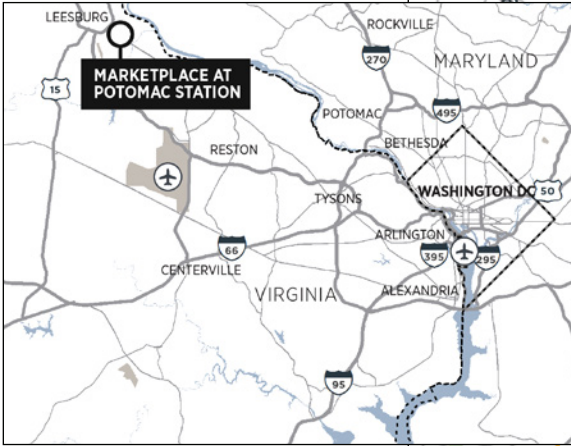 LEESBURG
ROCKVILLE
270
MARYLAND
MARKETPLACE AT
POTOMAC STATION
15
495
POTOMAC
BETHESDA
RESTON
WASHINGTON DC
50
TYSONS
ARLINGTON
66
395
295
CENTERVILLE
VIRGINIA
ALEXANDRIA
95